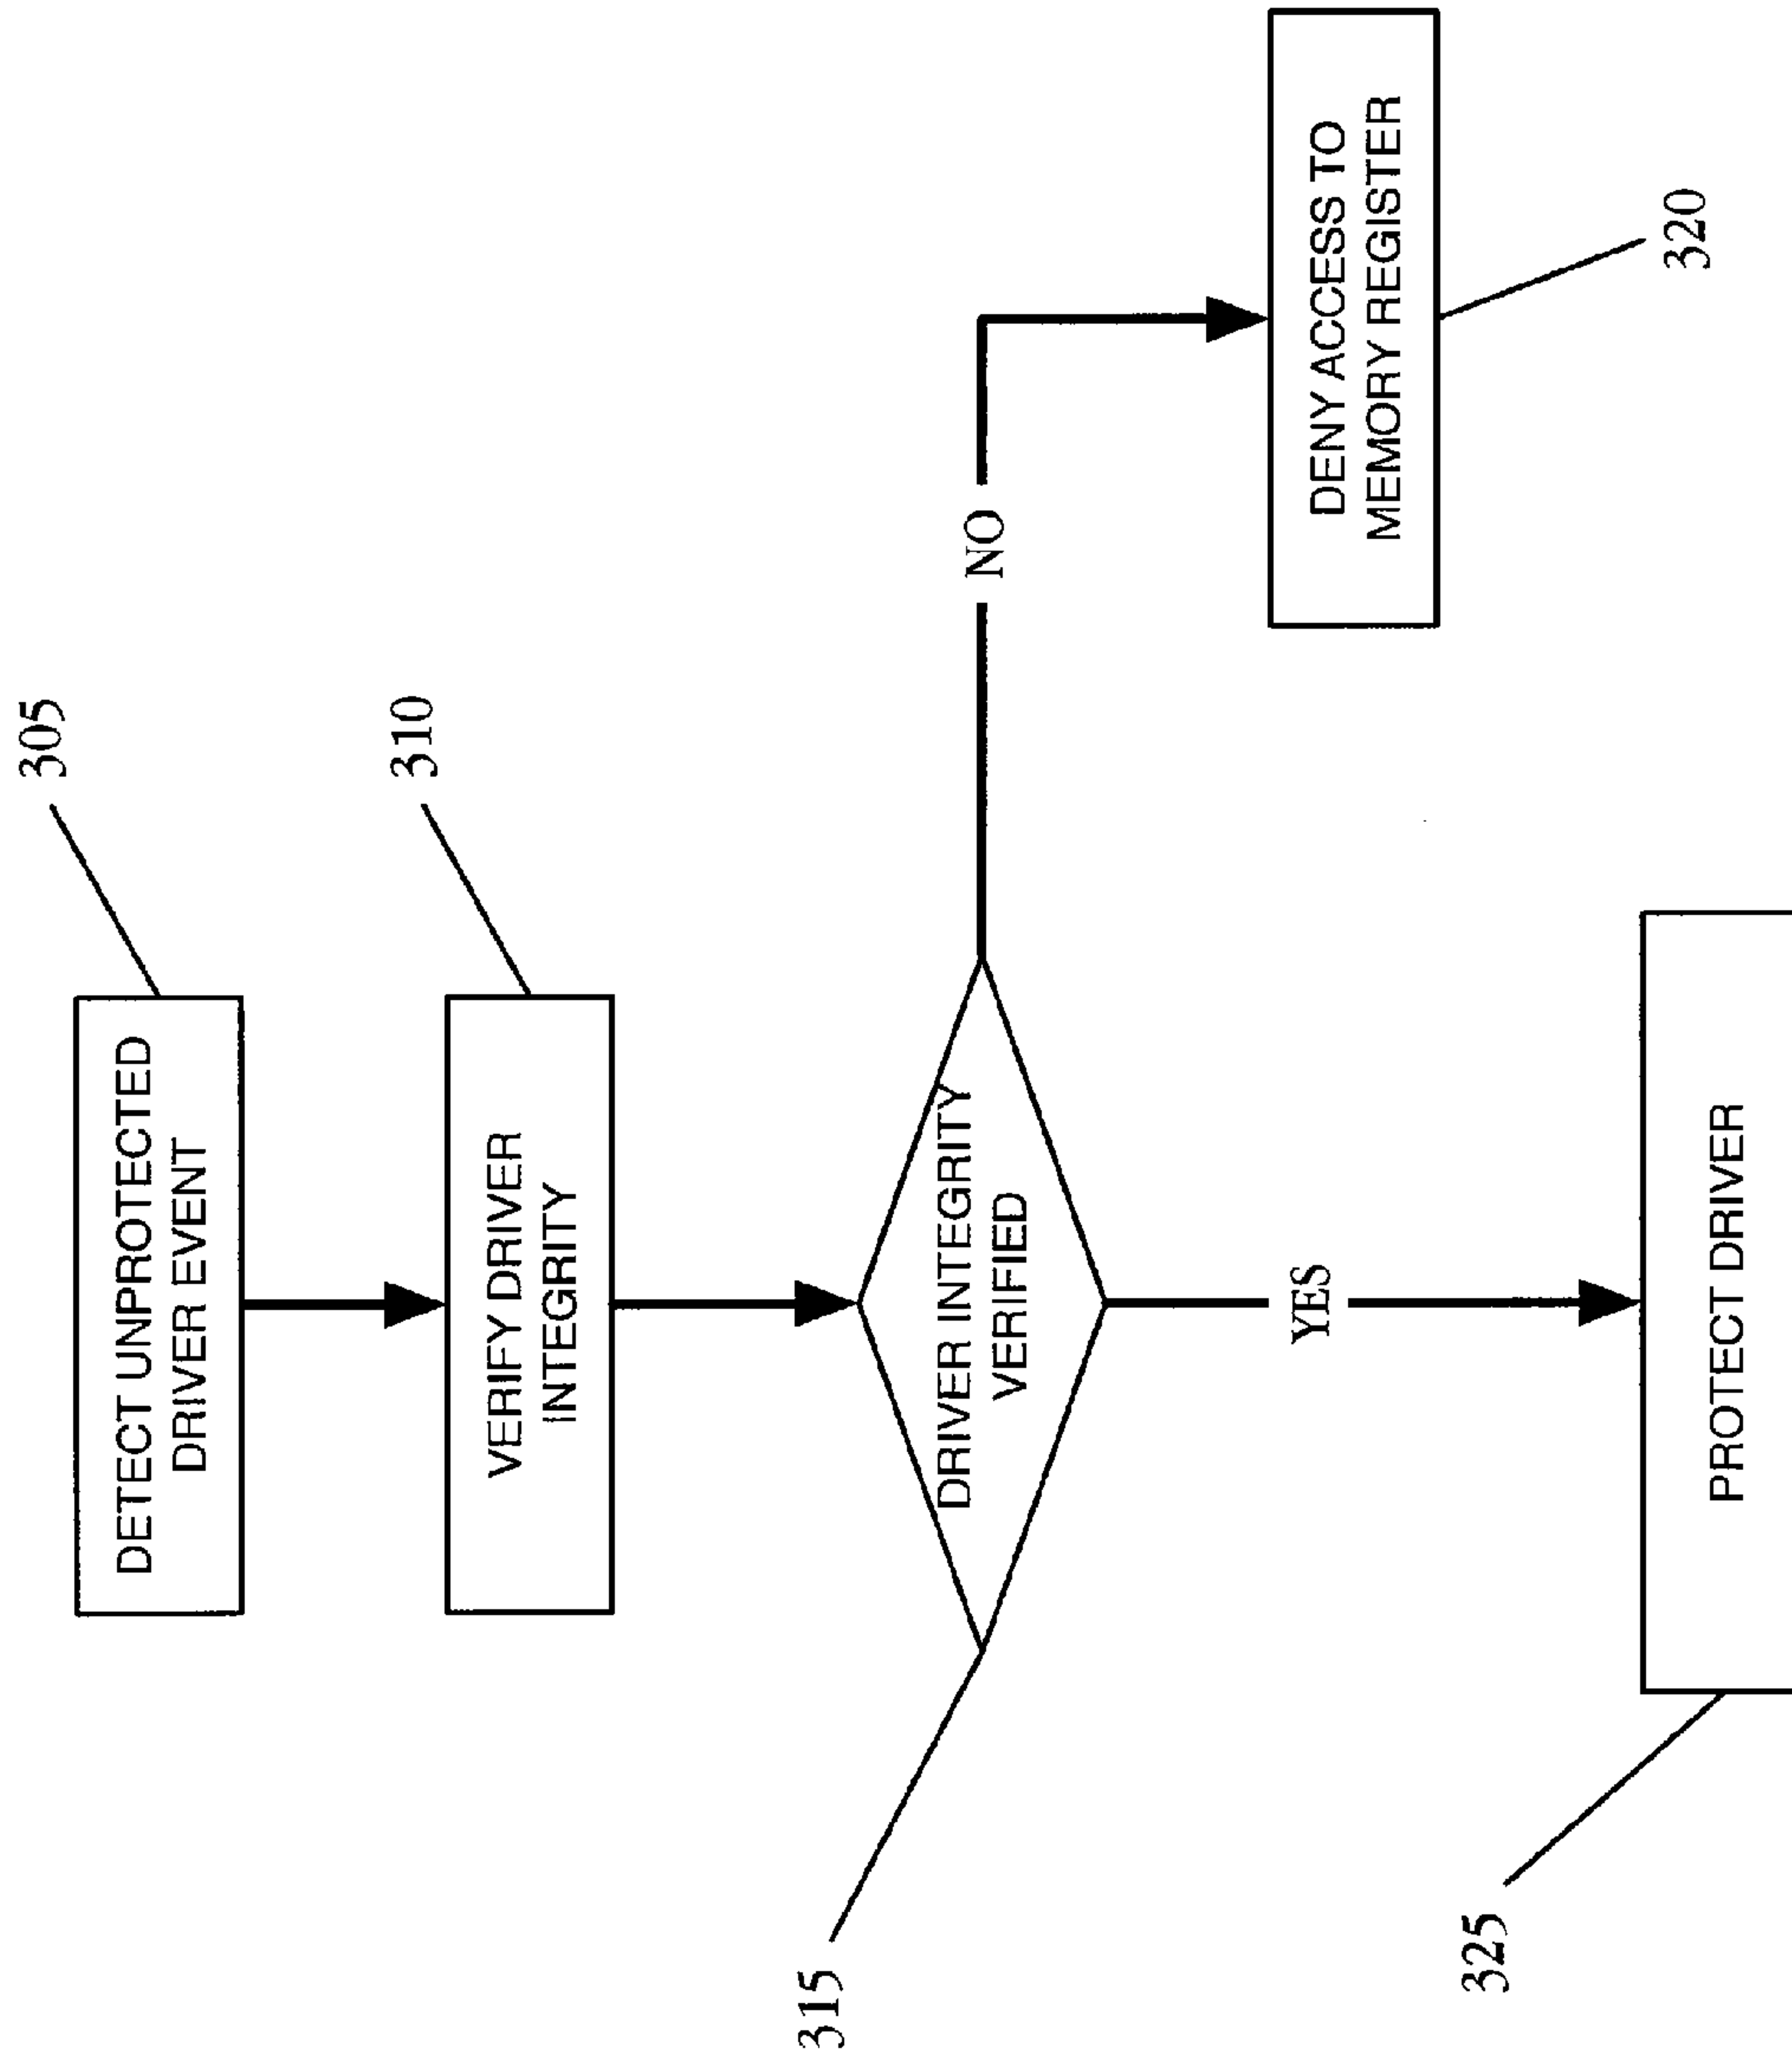 305
DETECT UNPROTECTED
DRIVER EVENT
310
VERIFY DRIVER
INTEGRITY
315
DRIVER INTEGRITY
VERIFIED
NO
DENY ACCESS TO
MEMORY REGISTER
320
YES
325
PROTECT DRIVER